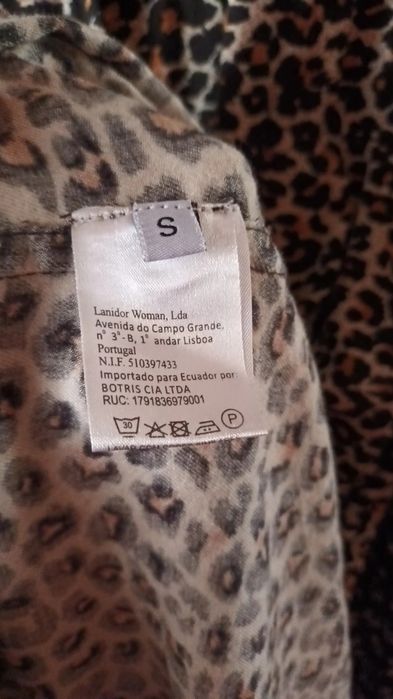 S
Lanidor Woman, Lda
Avenida do Campo Grande,
nº 3ª-B, 1º andar Lisboa
Portugal
N.I.F. 510397433
Importado para Ecuador por:
BOTRIS CIA LTDA
RUC: 1791836979001
30 P